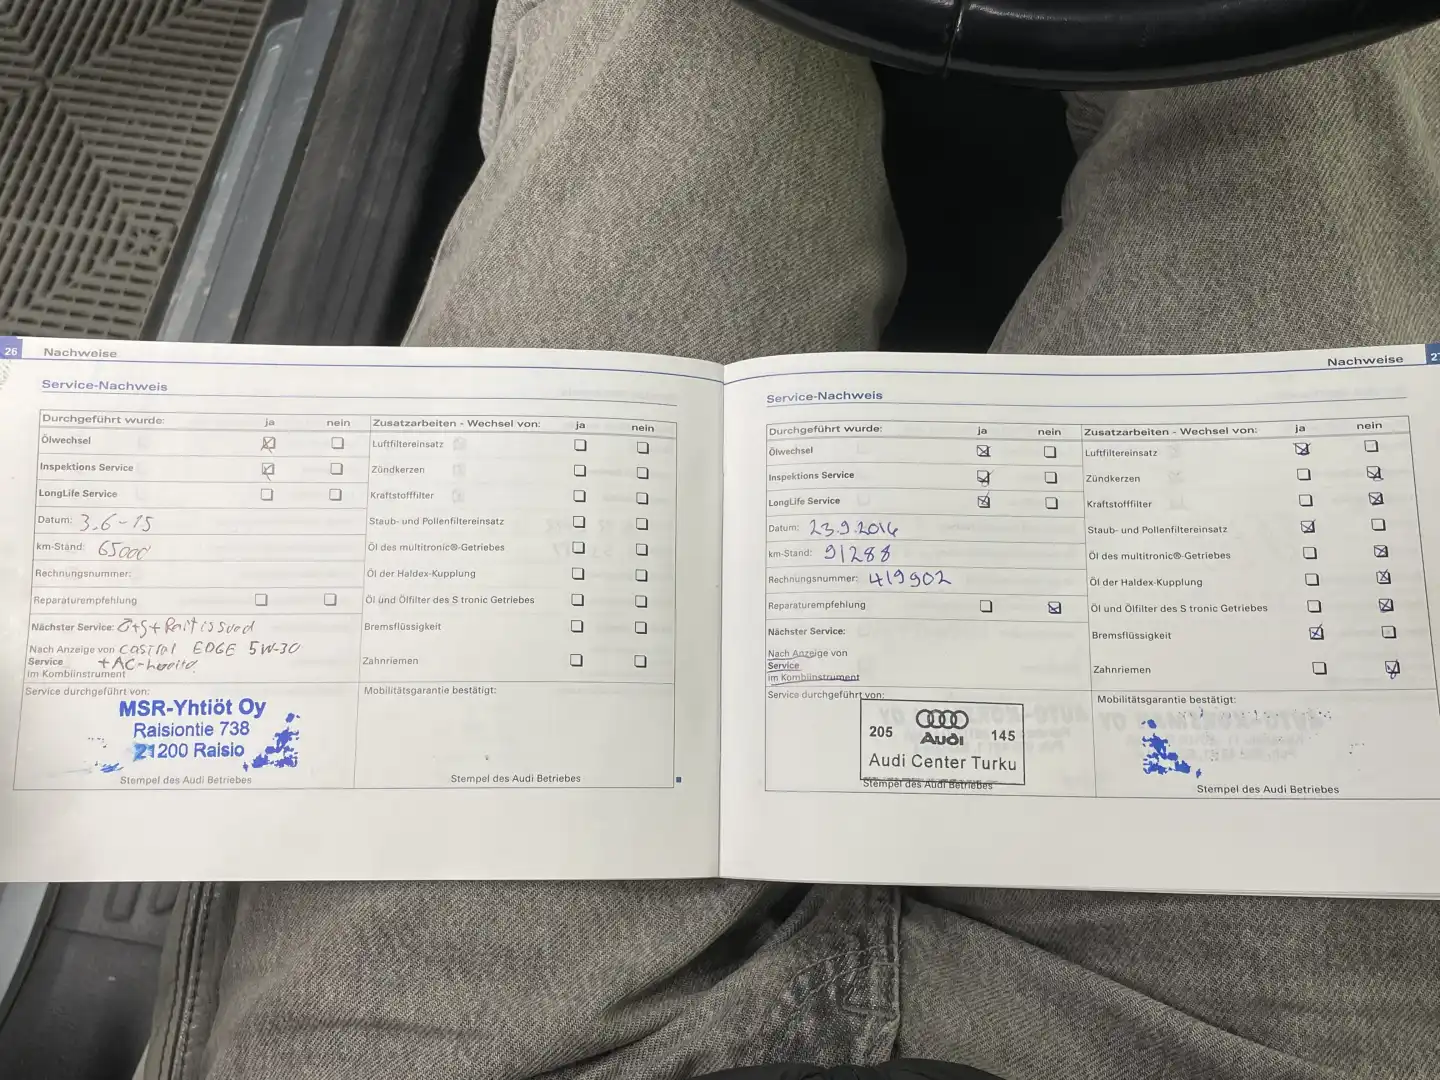 26 Nachweise
Service-Nachweis
Durchgeführt wurde: ja nein
Ölwechsel
Inspektions Service
LongLife Service
Datum: 3.6-15
km-Stand: 65000
Rechnungsnummer:
Reparaturempfehlung
Nächster Service: Ö+S+
Nach Anzeige von Castrol EDGE 5W-30
Service + AC-huolto
im Kombiinstrument
Service durchgeführt von:
MSR-Yhtiöt Oy
Raisiontie 738
21200 Raisio
Stempel des Audi Betriebes
Zusatzarbeiten - Wechsel von: ja nein
Luftfiltereinsatz
Zündkerzen
Kraftstofffilter
Staub- und Pollenfiltereinsatz
Öl des multitronic®-Getriebes
Öl der Haldex-Kupplung
Öl und Ölfilter des S tronic Getriebes
Bremsflüssigkeit
Zahnriemen
Mobilitätsgarantie bestätigt:
Stempel des Audi Betriebes
Nachweise 27
Service-Nachweis
Durchgeführt wurde: ja nein
Ölwechsel
Inspektions Service
LongLife Service
Datum: 23.9.2016
km-Stand: 91288
Rechnungsnummer: 419902
Reparaturempfehlung
Nächster Service:
Nach Anzeige von
Service
im Kombiinstrument
Service durchgeführt von:
205 Audi 145
Audi Center Turku
Stempel des Audi Betriebes
Zusatzarbeiten - Wechsel von: ja nein
Luftfiltereinsatz
Zündkerzen
Kraftstofffilter
Staub- und Pollenfiltereinsatz
Öl des multitronic®-Getriebes
Öl der Haldex-Kupplung
Öl und Ölfilter des S tronic Getriebes
Bremsflüssigkeit
Zahnriemen
Mobilitätsgarantie bestätigt:
Stempel des Audi Betriebes